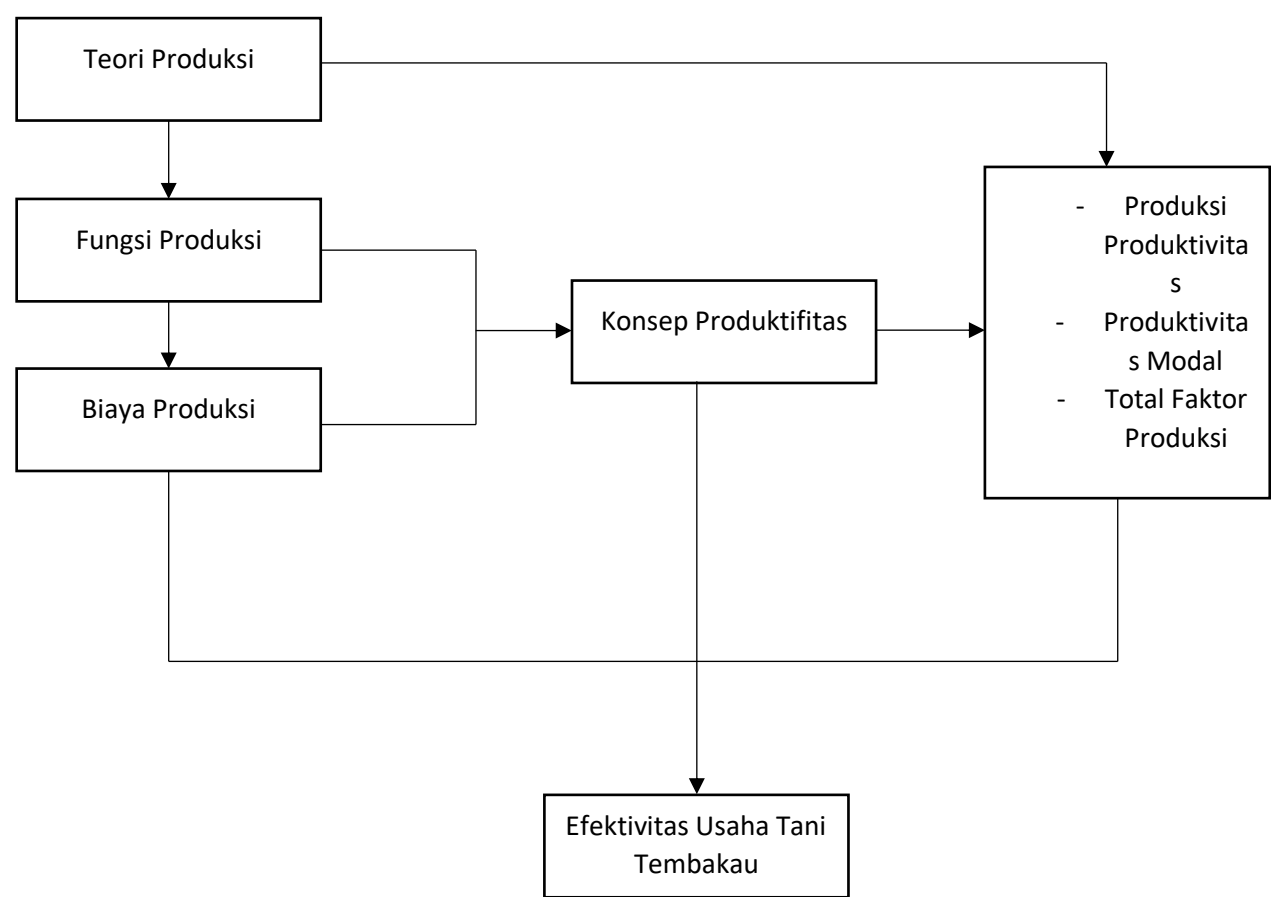 Teori Produksi
Fungsi Produksi
Biaya Produksi
Konsep Produktifitas
- Produksi
Produktivita
s
- Produktivita
s Modal
- Total Faktor
Produksi
Efektivitas Usaha Tani
Tembakau